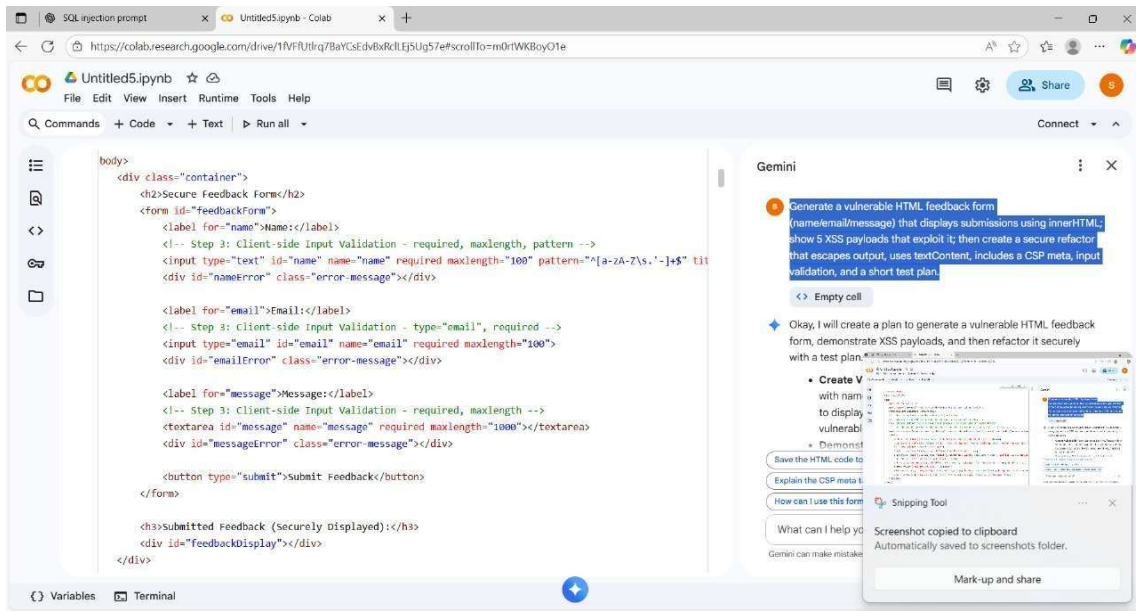 SQL injection prompt
Untitled5.ipynb - Colab
https://colab.research.google.com/drive/1fVFfUtlrq7BaYCsEdvBxRclLEj5Ug57e#scrollTo=m0rtWKBoyO1e
Untitled5.ipynb
File Edit View Insert Runtime Tools Help
Share
S
Commands + Code + Text Run all
Connect
body>
<div class="container">
<h2>Secure Feedback Form</h2>
<form id="feedbackForm">
<label for="name">Name:</label>
<!-- Step 3: Client-side Input Validation - required, maxlength, pattern -->
<input type="text" id="name" name="name" required maxlength="100" pattern="^[a-zA-Z\s.'-]+$" tit
<div id="nameError" class="error-message"></div>
<label for="email">Email:</label>
<!-- Step 3: Client-side Input Validation - type="email", required -->
<input type="email" id="email" name="email" required maxlength="100">
<div id="emailError" class="error-message"></div>
<label for="message">Message:</label>
<!-- Step 3: Client-side Input Validation - required, maxlength -->
<textarea id="message" name="message" required maxlength="1000"></textarea>
<div id="messageError" class="error-message"></div>
<button type="submit">Submit Feedback</button>
</form>
<h3>Submitted Feedback (Securely Displayed):</h3>
<div id="feedbackDisplay"></div>
</div>
Gemini
S
Generate a vulnerable HTML feedback form
(name/email/message) that displays submissions using innerHTML;
show 5 XSS payloads that exploit it; then create a secure refactor
that escapes output, uses textContent, includes a CSP meta, input
validation, and a short test plan.
<> Empty cell
Okay, I will create a plan to generate a vulnerable HTML feedback
form, demonstrate XSS payloads, and then refactor it securely
with a test plan.
• Create V
with nam
to display
vulnerabl
• Demonst
Save the HTML code to
Explain the CSP meta t
How can I use this form
What can I help yo
Gemini can make mistake
Snipping Tool
Screenshot copied to clipboard
Automatically saved to screenshots folder.
Mark-up and share
{} Variables Terminal